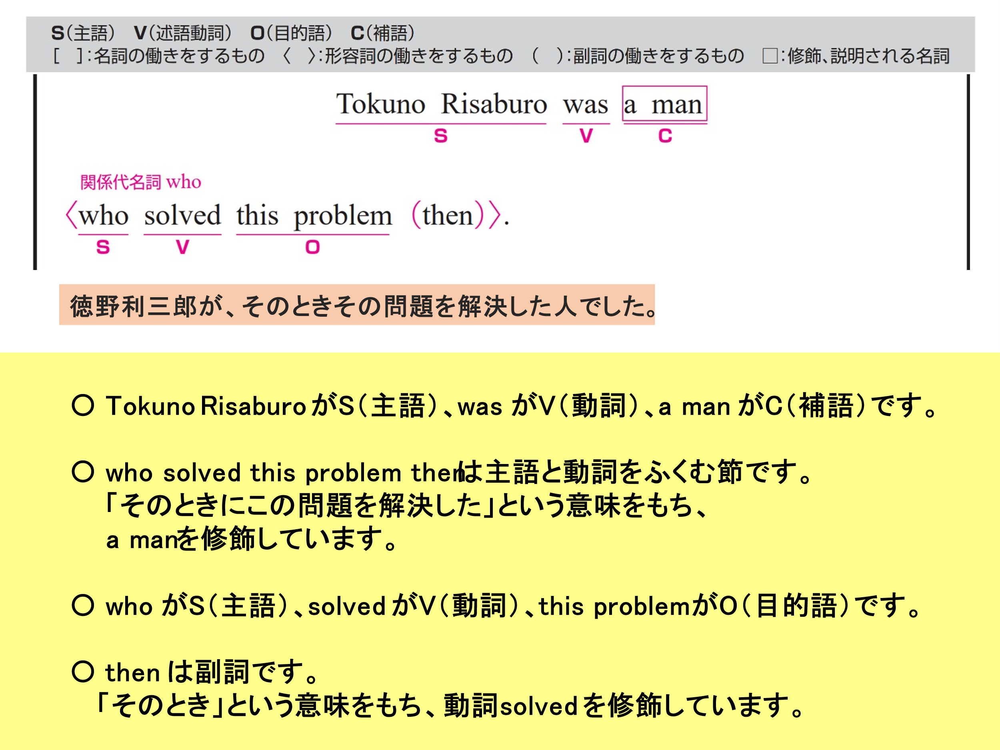 S（主語） V（述語動詞） O（目的語） C（補語）
[ ]：名詞の働きをするもの 〈 〉：形容詞の働きをするもの （ ）：副詞の働きをするもの □：修飾、説明される名詞
Tokuno Risaburo was a man
S V C
関係代名詞 who
〈who solved this problem （then）〉.
S V O
徳野利三郎が、そのときその問題を解決した人でした。
○ Tokuno Risaburo がS（主語）、was がV（動詞）、a man がC（補語）です。
○ who solved this problem thenは主語と動詞をふくむ節です。
「そのときにこの問題を解決した」という意味をもち、
a manを修飾しています。
○ who がS（主語）、solved がV（動詞）、this problemがO（目的語）です。
○ then は副詞です。
「そのとき」という意味をもち、動詞solved を修飾しています。